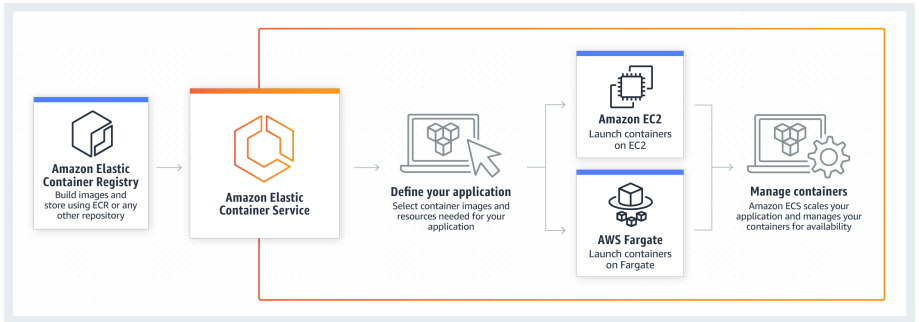 Amazon Elastic
Container Registry
Build images and
store using ECR or any
other repository
Amazon Elastic
Container Service
Define your application
Select container images and
resources needed for your
application
Amazon EC2
Launch containers
on EC2
AWS Fargate
Launch containers
on Fargate
Manage containers
Amazon ECS scales your
application and manages your
containers for availability